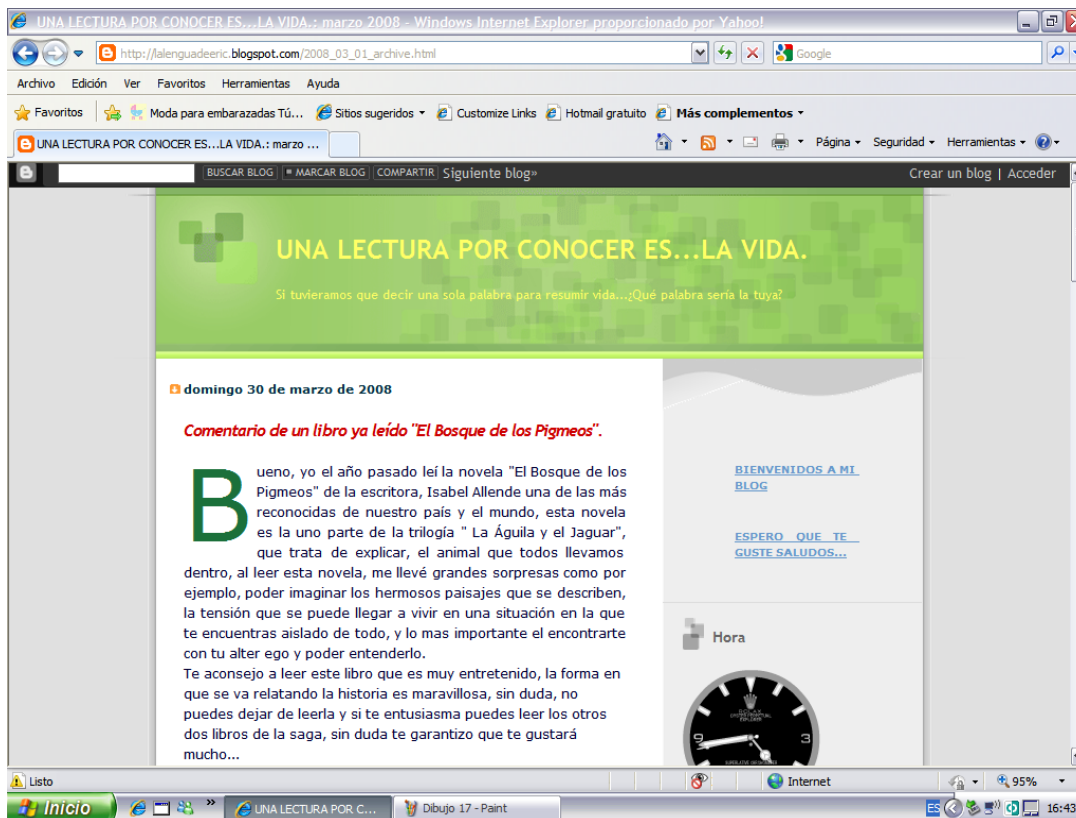 UNA LECTURA POR CONOCER ES...LA VIDA.: marzo 2008 - Windows Internet Explorer proporcionado por Yahoo!
http://lalenguadeeric.blogspot.com/2008_03_01_archive.html
Google
Archivo Edición Ver Favoritos Herramientas Ayuda
Favoritos Moda para embarazadas Tú... Sitios sugeridos Customize Links Hotmail gratuito Más complementos
UNA LECTURA POR CONOCER ES...LA VIDA.: marzo ... Página Seguridad Herramientas
BUSCAR BLOG MARCAR BLOG COMPARTIR Siguiente blog» Crear un blog | Acceder
UNA LECTURA POR CONOCER ES...LA VIDA.
Si tuvieramos que decir una sola palabra para resumir vida...¿Qué palabra sería la tuya?
domingo 30 de marzo de 2008
Comentario de un libro ya leído "El Bosque de los Pigmeos".
Bueno, yo el año pasado leí la novela "El Bosque de los
Pigmeos" de la escritora, Isabel Allende una de las más
reconocidas de nuestro país y el mundo, esta novela
es la uno parte de la trilogía " La Águila y el Jaguar",
que trata de explicar, el animal que todos llevamos
dentro, al leer esta novela, me llevé grandes sorpresas como por
ejemplo, poder imaginar los hermosos paisajes que se describen,
la tensión que se puede llegar a vivir en una situación en la que
te encuentras aislado de todo, y lo mas importante el encontrarte
con tu alter ego y poder entenderlo.
Te aconsejo a leer este libro que es muy entretenido, la forma en
que se va relatando la historia es maravillosa, sin duda, no
puedes dejar de leerla y si te entusiasma puedes leer los otros
dos libros de la saga, sin duda te garantizo que te gustará
mucho...
BIENVENIDOS A MI
BLOG
ESPERO QUE TE
GUSTE SALUDOS...
Hora
9
3
Listo Internet 95%
Inicio UNA LECTURA POR C... Dibujo 17 - Paint ES 16:43